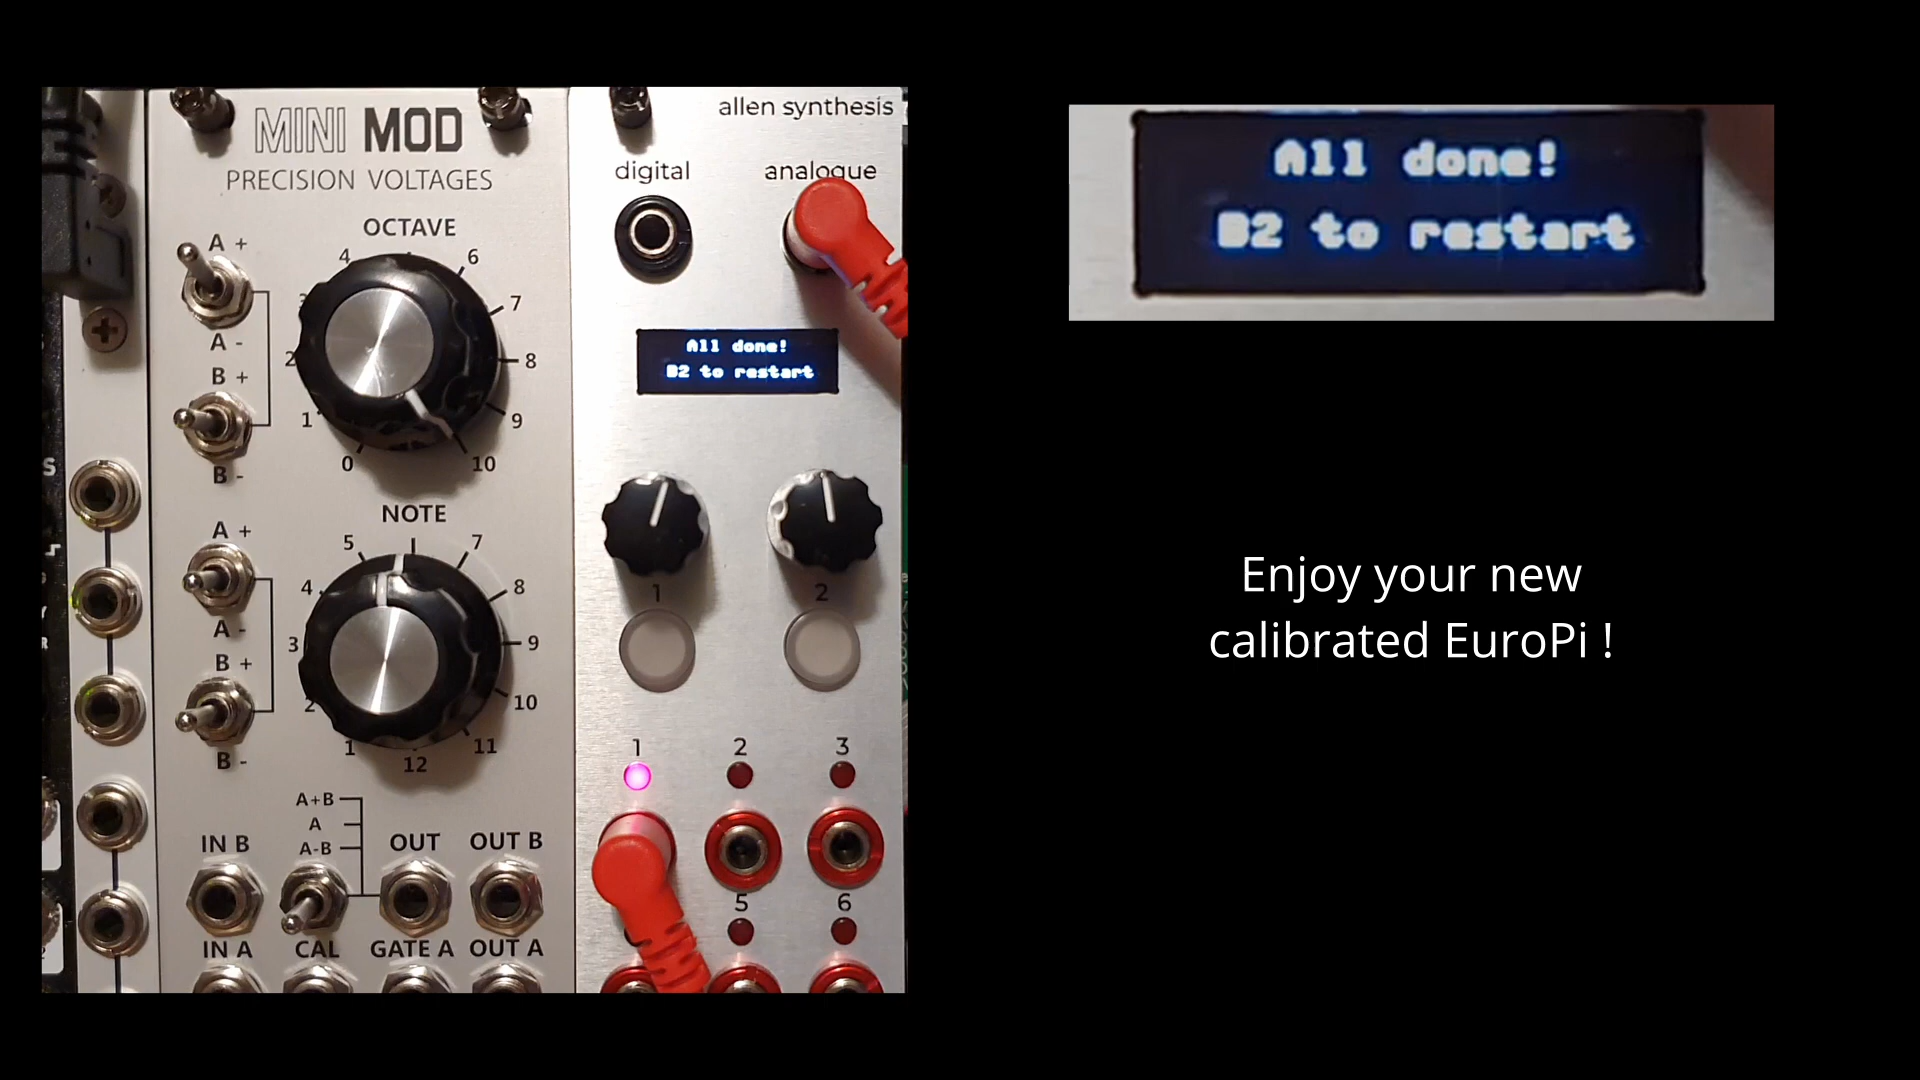 MINI MOD
PRECISION VOLTAGES
OCTAVE
A +
A -
B +
B -
4
6
3
7
2
8
1
9
0
10
NOTE
A +
A -
B +
B -
5
7
4
8
3
9
2
10
1
11
12
A+B
A
A-B
IN B
OUT
OUT B
IN A
CAL
GATE A
OUT A
S
allen synthesis
digital
analogue
All done!
B2 to restart
1
2
1
2
3
5
6
All done!
B2 to restart
Enjoy your new
calibrated EuroPi !